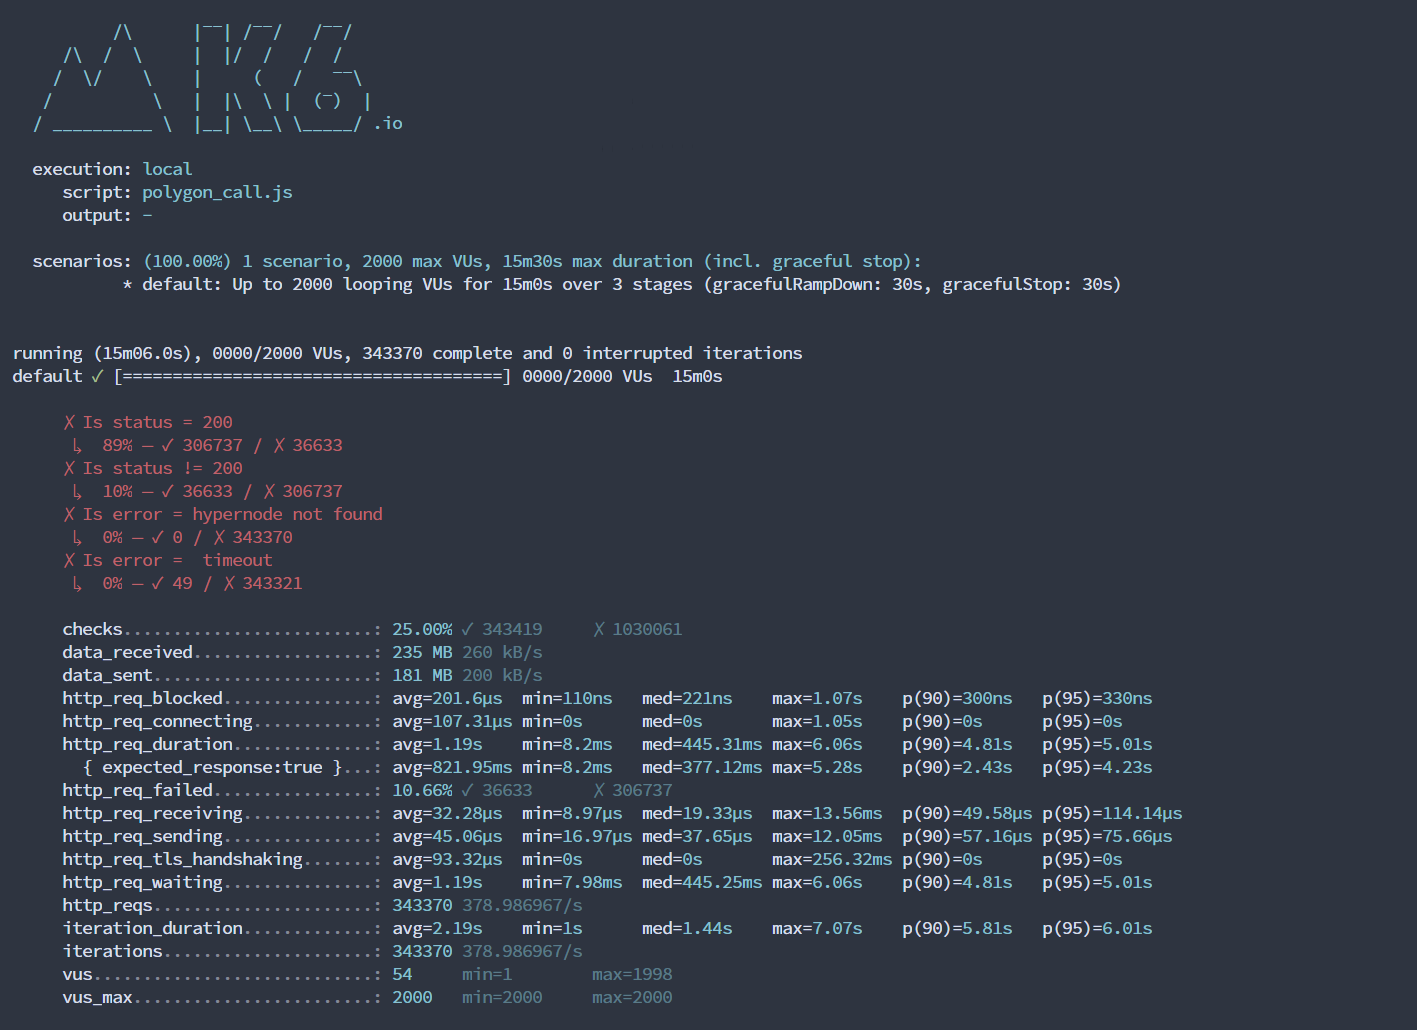 .io
execution: local
script: polygon_call.js
output: -
scenarios: (100.00%) 1 scenario, 2000 max VUs, 15m30s max duration (incl. graceful stop):
* default: Up to 2000 looping VUs for 15m0s over 3 stages (gracefulRampDown: 30s, gracefulStop: 30s)
running (15m06.0s), 0000/2000 VUs, 343370 complete and 0 interrupted iterations
default ✓ [======================================] 0000/2000 VUs  15m0s
✗ Is status = 200
↳  89% — ✓ 306737 / ✗ 36633
✗ Is status != 200
↳  10% — ✓ 36633 / ✗ 306737
✗ Is error = hypernode not found
↳  0% — ✓ 0 / ✗ 343370
✗ Is error =  timeout
↳  0% — ✓ 49 / ✗ 343321
checks.........................: 25.00% ✓ 343419     ✗ 1030061
data_received..................: 235 MB 260 kB/s
data_sent......................: 181 MB 200 kB/s
http_req_blocked...............: avg=201.6µs  min=110ns   med=221ns    max=1.07s    p(90)=300ns   p(95)=330ns
http_req_connecting............: avg=107.31µs min=0s      med=0s       max=1.05s    p(90)=0s      p(95)=0s
http_req_duration..............: avg=1.19s    min=8.2ms   med=445.31ms max=6.06s    p(90)=4.81s   p(95)=5.01s
{ expected_response:true }...: avg=821.95ms min=8.2ms   med=377.12ms max=5.28s    p(90)=2.43s   p(95)=4.23s
http_req_failed................: 10.66% ✓ 36633      ✗ 306737
http_req_receiving.............: avg=32.28µs  min=8.97µs  med=19.33µs  max=13.56ms  p(90)=49.58µs p(95)=114.14µs
http_req_sending...............: avg=45.06µs  min=16.97µs med=37.65µs  max=12.05ms  p(90)=57.16µs p(95)=75.66µs
http_req_tls_handshaking.......: avg=93.32µs  min=0s      med=0s       max=256.32ms p(90)=0s      p(95)=0s
http_req_waiting...............: avg=1.19s    min=7.98ms  med=445.25ms max=6.06s    p(90)=4.81s   p(95)=5.01s
http_reqs......................: 343370 378.986967/s
iteration_duration.............: avg=2.19s    min=1s      med=1.44s    max=7.07s    p(90)=5.81s   p(95)=6.01s
iterations.....................: 343370 378.986967/s
vus............................: 54     min=1        max=1998
vus_max........................: 2000   min=2000     max=2000